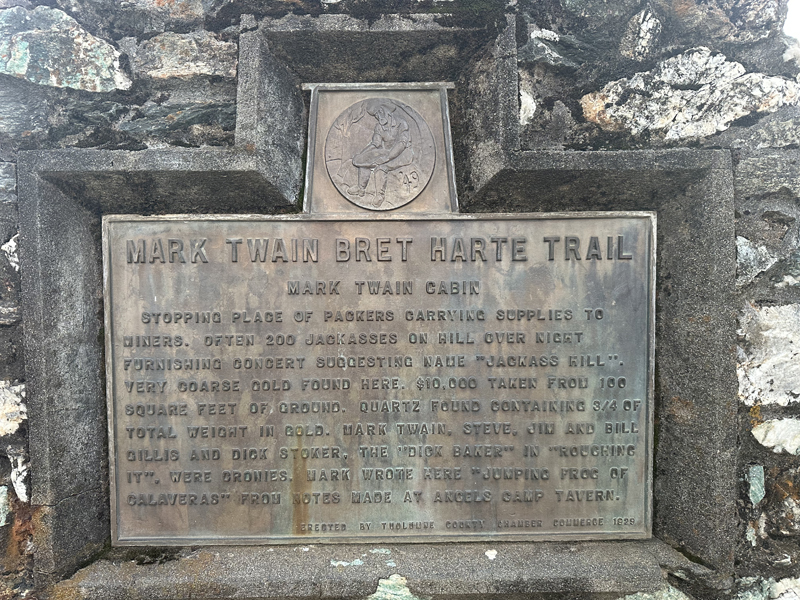 '49
MARK TWAIN BRET HARTE TRAIL
MARK TWAIN CABIN
STOPPING PLACE OF PACKERS CARRYING SUPPLIES TO
MINERS. OFTEN 200 JACKASSES ON HILL OVER NIGHT
FURNISHING CONCERT SUGGESTING NAME "JACKASS HILL".
VERY COARSE GOLD FOUND HERE. $10,000 TAKEN FROM 100
SQUARE FEET OF GROUND. QUARTZ FOUND CONTAINING 3/4 OF
TOTAL WEIGHT IN GOLD. MARK TWAIN, STEVE, JIM AND BILL
GILLIS AND DICK STOKER, THE "DICK BAKER" IN "ROUGHING
IT", WERE CRONIES. MARK WROTE HERE "JUMPING FROG OF
CALAVERAS" FROM NOTES MADE AT ANGELS CAMP TAVERN.
ERECTED BY TUOLUMNE COUNTY CHAMBER COMMERCE 1929